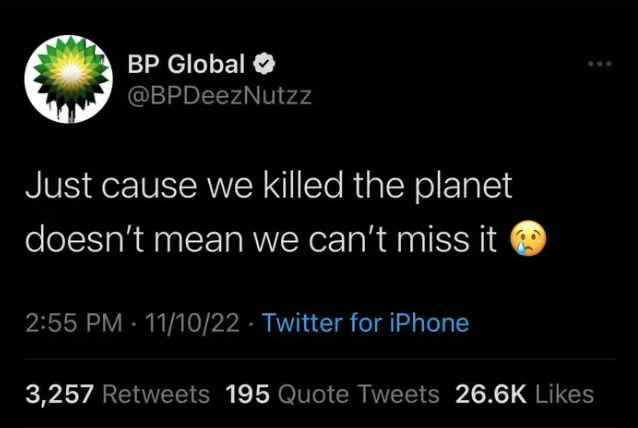 BP Global
@BPDeezNutzz
Just cause we killed the planet
doesn’t mean we can’t miss it 😢
2:55 PM · 11/10/22 · Twitter for iPhone
3,257 Retweets 195 Quote Tweets 26.6K Likes